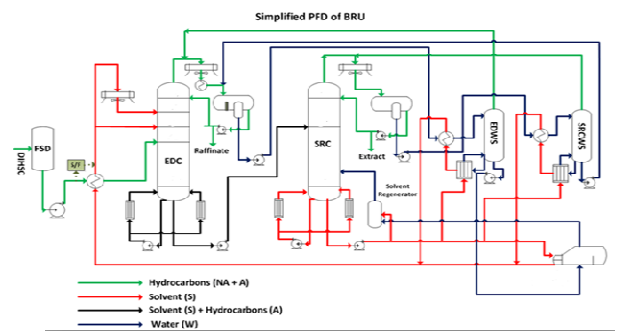 Simplified PFD of BRU
FSD
DIHSC
S/F
EDC
Raffinate
SRC
Extract
Solvent
Regenerator
EDWS
SRCWS
Hydrocarbons (NA + A)
Solvent (S)
Solvent (S) + Hydrocarbons (A)
Water (W)